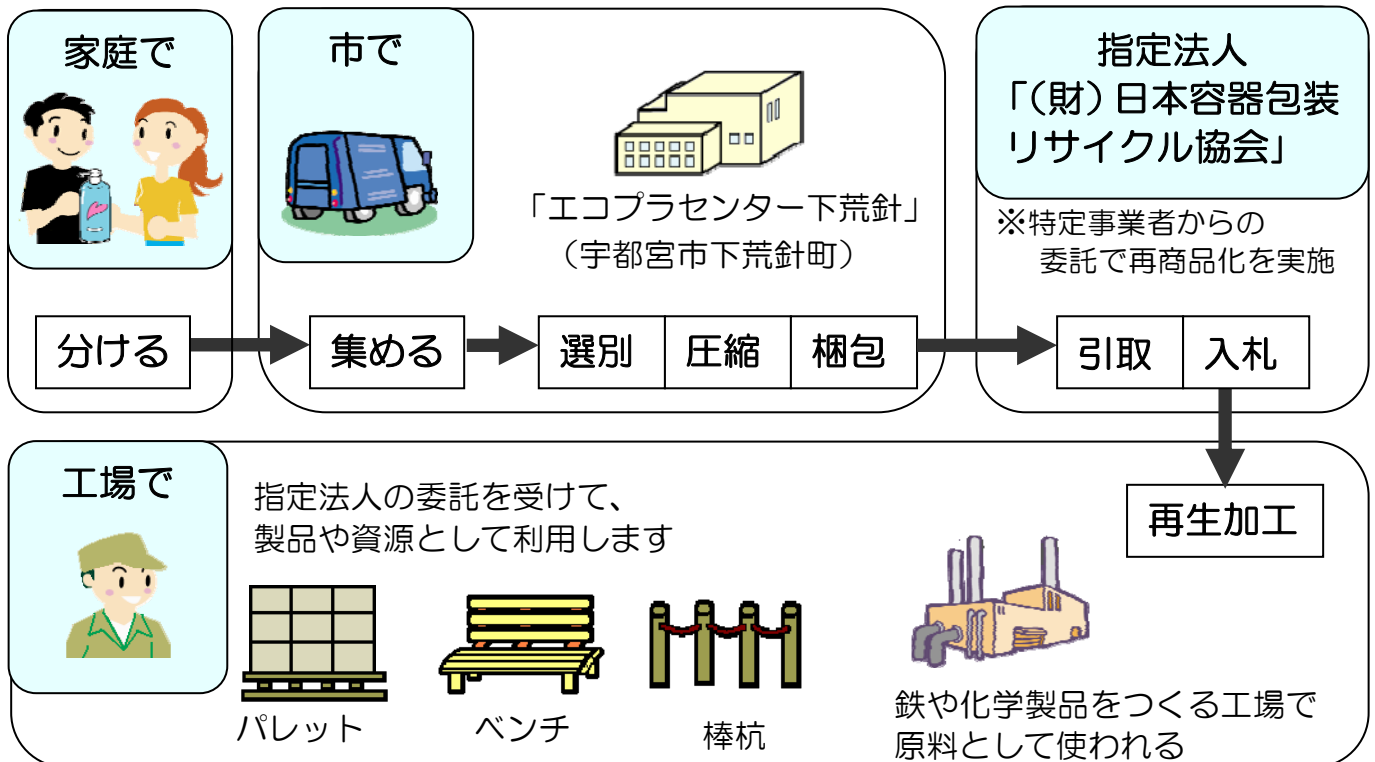 家庭で
分ける
市で
「エコプラセンター下荒針」
（宇都宮市下荒針町）
集める
選別
圧縮
梱包
指定法人
「（財）日本容器包装
リサイクル協会」
※特定事業者からの
委託で再商品化を実施
引取
入札
工場で
指定法人の委託を受けて、
製品や資源として利用します
再生加工
パレット
ベンチ
棒杭
鉄や化学製品をつくる工場で
原料として使われる